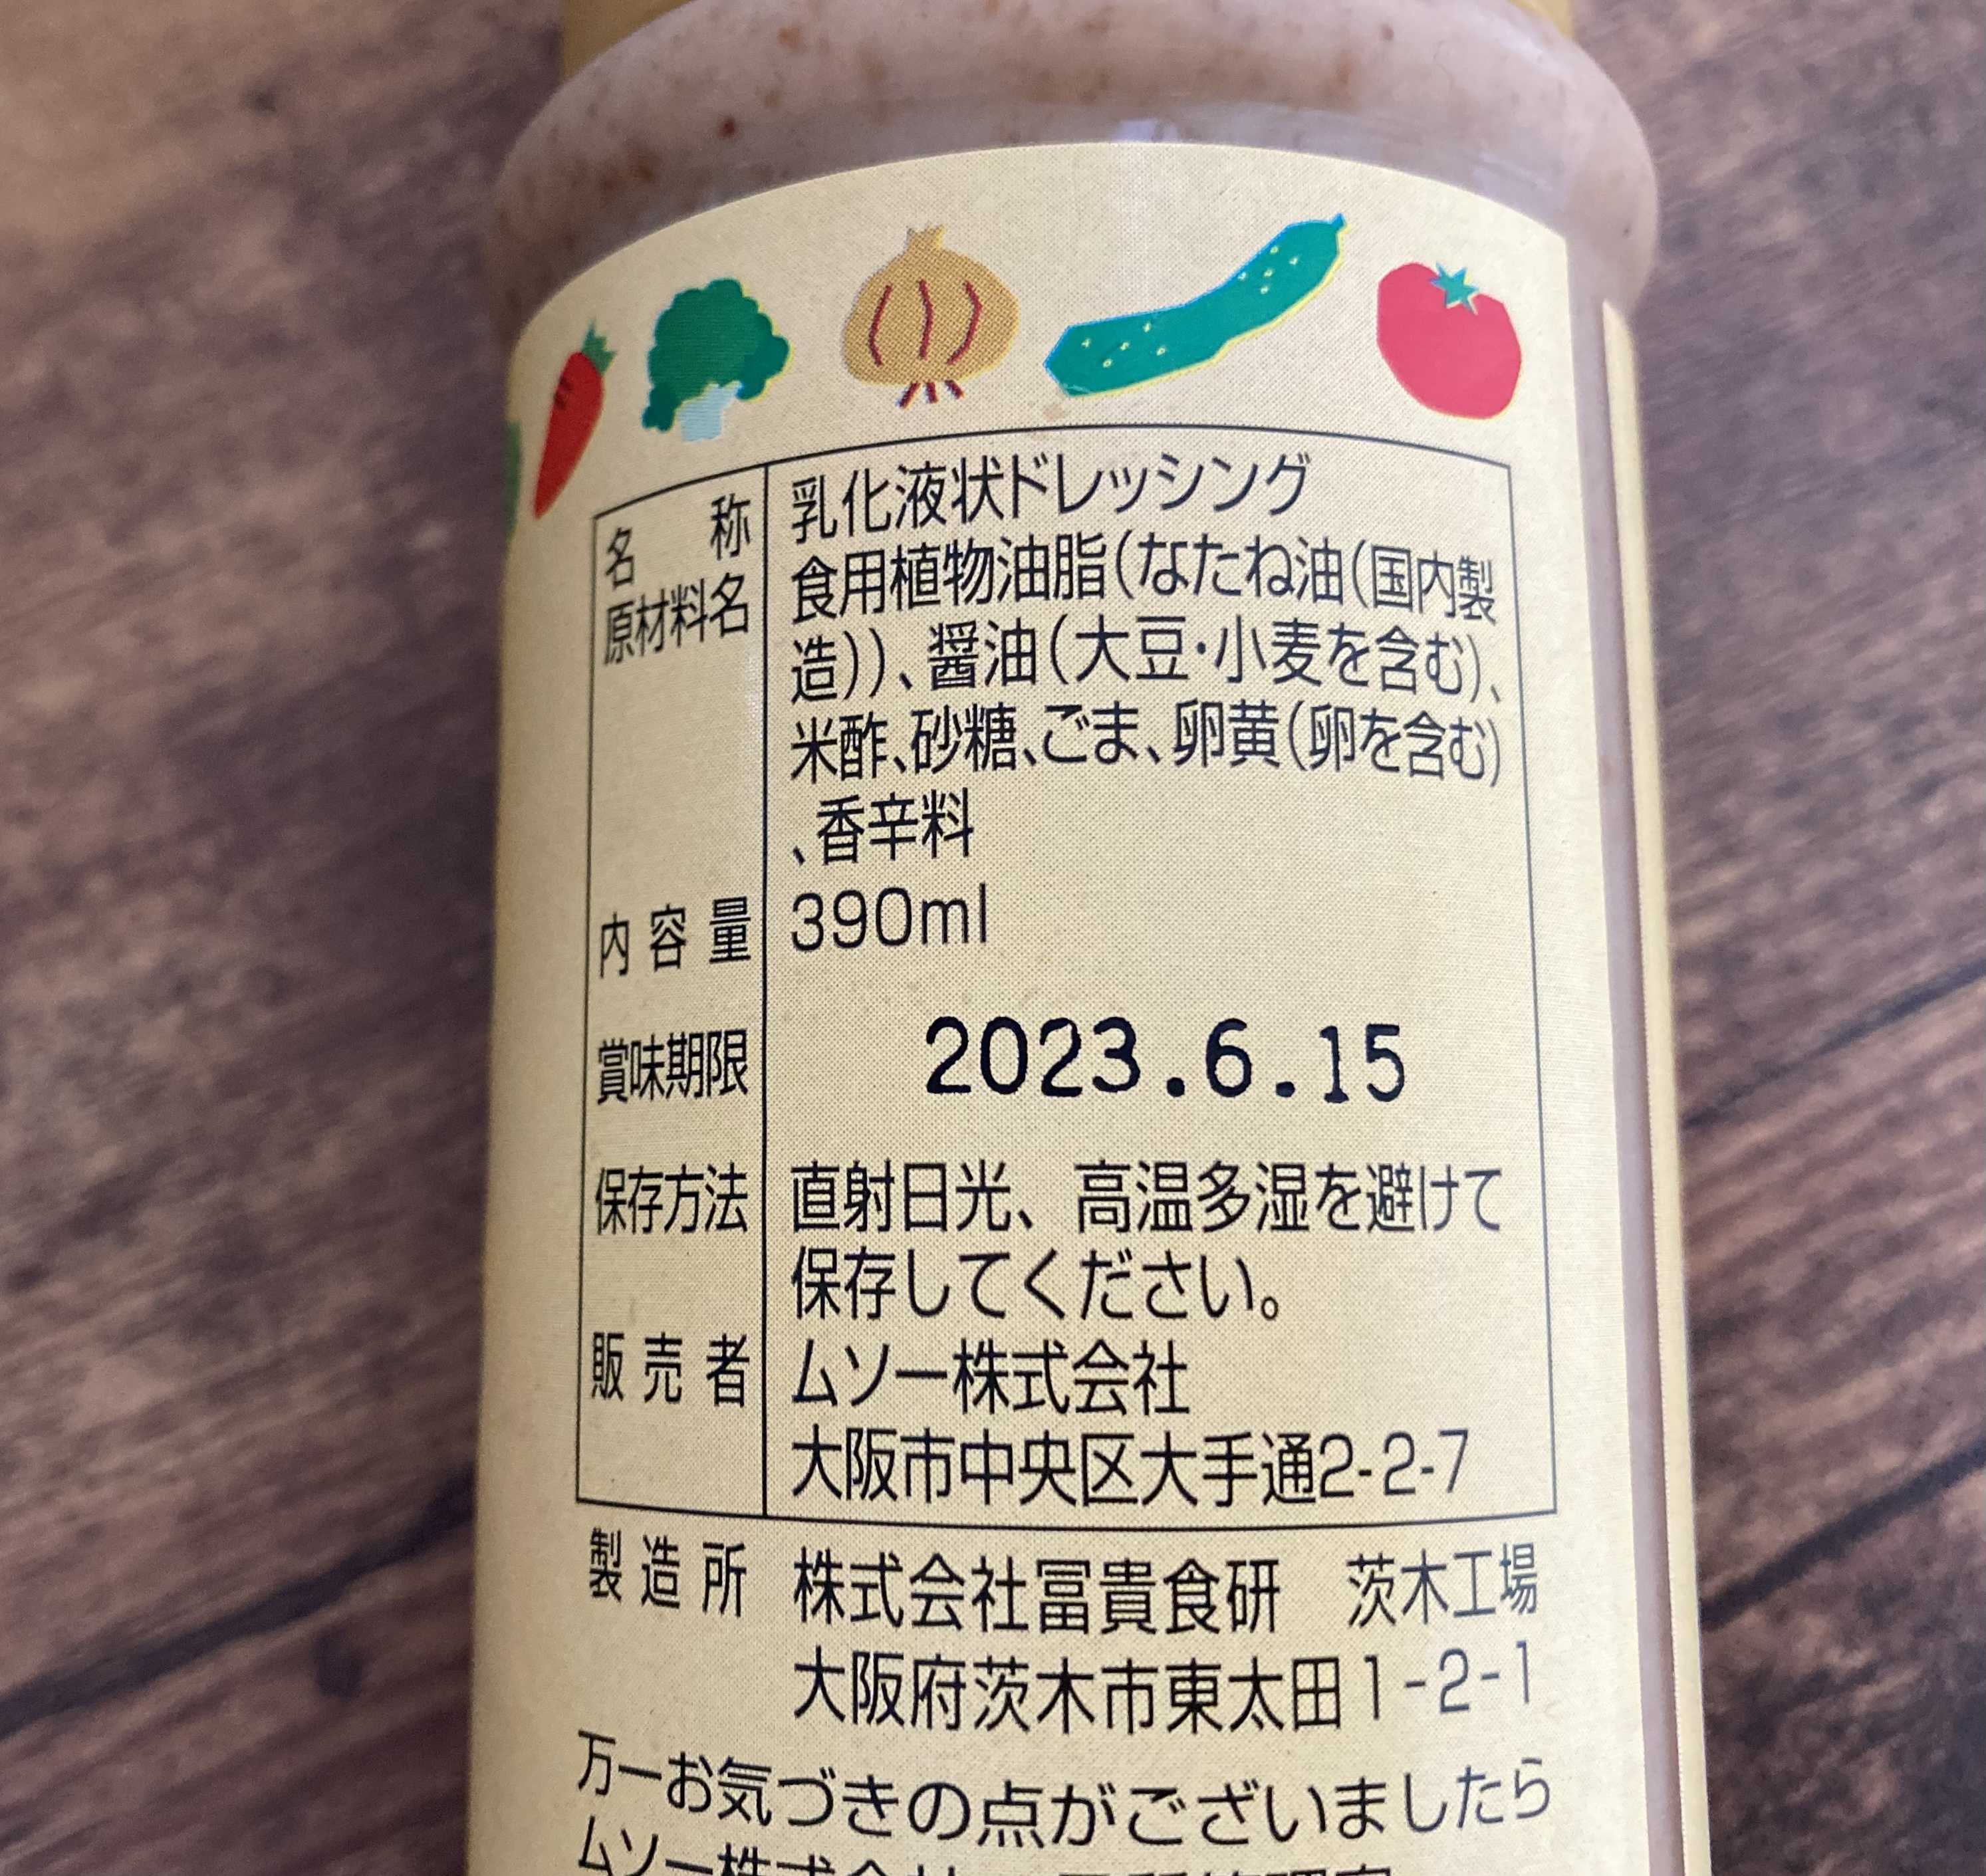 名称 乳化液状ドレッシング
原材料名 食用植物油脂(なたね油(国内製
造))、醤油(大豆・小麦を含む)、
米酢、砂糖、ごま、卵黄(卵を含む)
、香辛料
内容量 390ml
賞味期限 2023.6.15
保存方法 直射日光、高温多湿を避けて
保存してください。
販売者 ムソー株式会社
大阪市中央区大手通2-2-7
製造所 株式会社冨貴食研 茨木工場
大阪府茨木市東太田1-2-1
万一お気づきの点がございましたら
ムソー株式会社